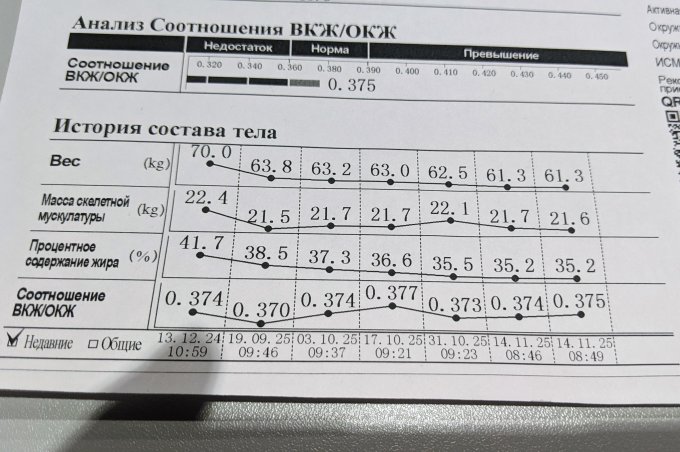 Анализ Соотношения ВКЖ/ОКЖ
Недостаток Норма Превышение
Соотношение ВКЖ/ОКЖ
0.320 0.340 0.360 0.380 0.390 0.400 0.410 0.420 0.430 0.440 0.450
0.375
История состава тела
Вес (kg) 70.0 63.8 63.2 63.0 62.5 61.3 61.3
Масса скелетной мускулатуры (kg) 22.4 21.5 21.7 21.7 22.1 21.7 21.6
Процентное содержание жира (%) 41.7 38.5 37.3 36.6 35.5 35.2 35.2
Соотношение ВКЖ/ОКЖ 0.374 0.370 0.374 0.377 0.373 0.374 0.375
Недавние Общие 13.12.24 19.09.25 03.10.25 17.10.25 31.10.25 14.11.25 14.11.25
10:59 09:46 09:37 09:21 09:23 08:46 08:49
Активная
Окруж
Окруж
ИСМ
Рекс
QR